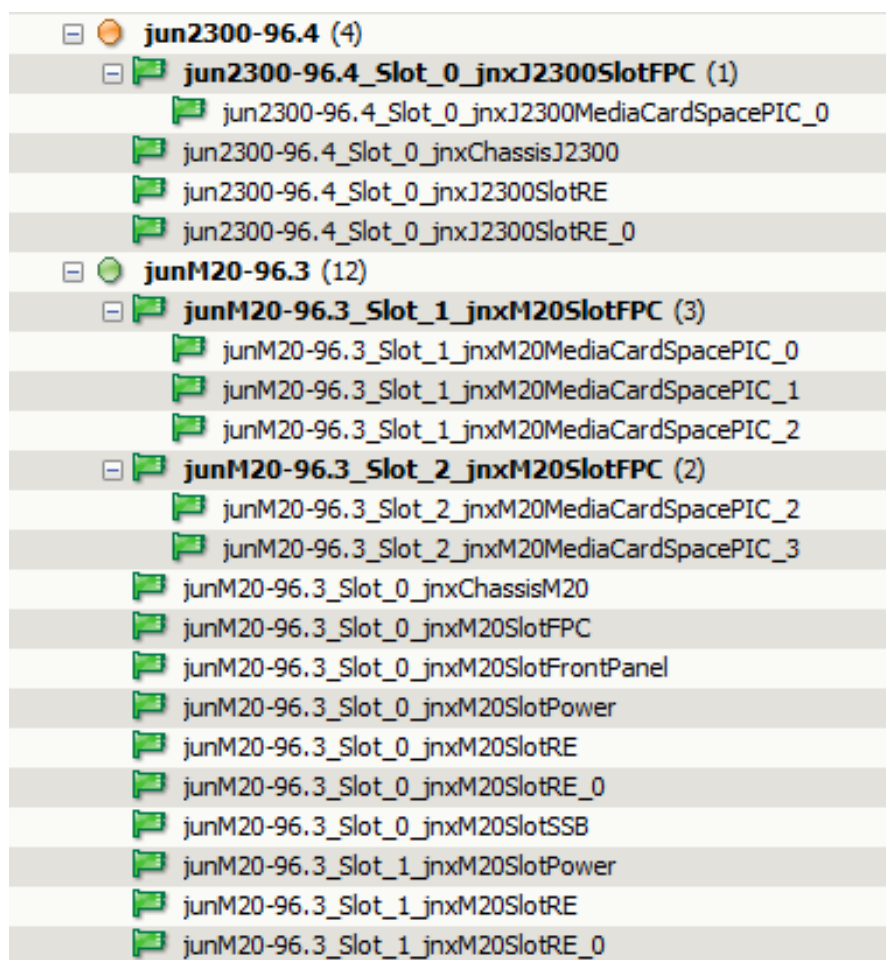 jun2300-96.4 (4)
jun2300-96.4_Slot_0_jnxJ2300SlotFPC (1)
jun2300-96.4_Slot_0_jnxJ2300MediaCardSpacePIC_0
jun2300-96.4_Slot_0_jnxChassisJ2300
jun2300-96.4_Slot_0_jnxJ2300SlotRE
jun2300-96.4_Slot_0_jnxJ2300SlotRE_0
junM20-96.3 (12)
junM20-96.3_Slot_1_jnxM20SlotFPC (3)
junM20-96.3_Slot_1_jnxM20MediaCardSpacePIC_0
junM20-96.3_Slot_1_jnxM20MediaCardSpacePIC_1
junM20-96.3_Slot_1_jnxM20MediaCardSpacePIC_2
junM20-96.3_Slot_2_jnxM20SlotFPC (2)
junM20-96.3_Slot_2_jnxM20MediaCardSpacePIC_2
junM20-96.3_Slot_2_jnxM20MediaCardSpacePIC_3
junM20-96.3_Slot_0_jnxChassisM20
junM20-96.3_Slot_0_jnxM20SlotFPC
junM20-96.3_Slot_0_jnxM20SlotFrontPanel
junM20-96.3_Slot_0_jnxM20SlotPower
junM20-96.3_Slot_0_jnxM20SlotRE
junM20-96.3_Slot_0_jnxM20SlotRE_0
junM20-96.3_Slot_0_jnxM20SlotSSB
junM20-96.3_Slot_1_jnxM20SlotPower
junM20-96.3_Slot_1_jnxM20SlotRE
junM20-96.3_Slot_1_jnxM20SlotRE_0